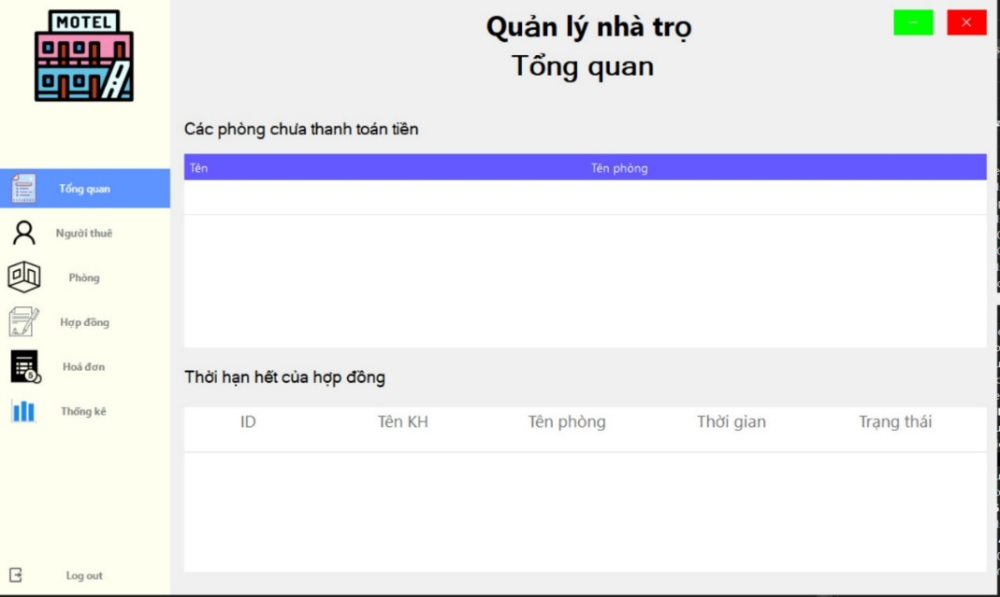 MOTEL
Quản lý nhà trọ
Tổng quan
Các phòng chưa thanh toán tiền
Tên Tên phòng
Tổng quan
Người thuê
Phòng
Hợp đồng
Hoá đơn
Thống kê
Thời hạn hết của hợp đồng
ID Tên KH Tên phòng Thời gian Trạng thái
Log out